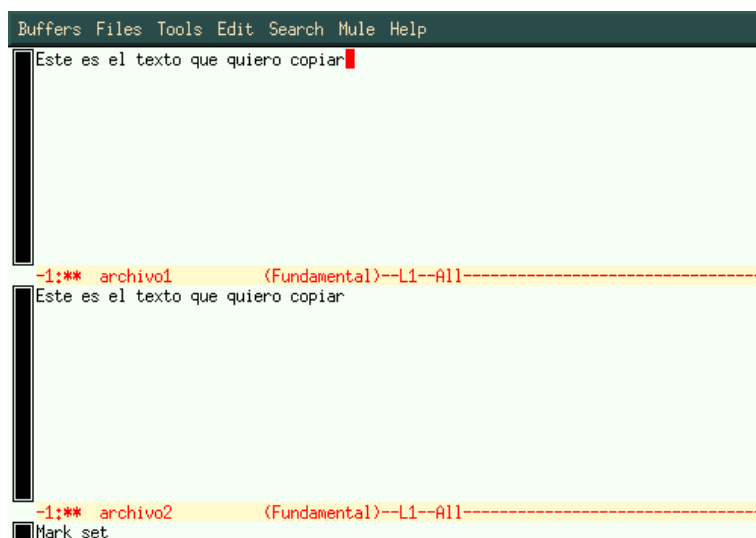 Buffers Files Tools Edit Search Mule Help
Este es el texto que quiero copiar
-1:** archivo1 (Fundamental)--L1--All--------------------------------
Este es el texto que quiero copiar
-1:** archivo2 (Fundamental)--L1--All--------------------------------
Mark set